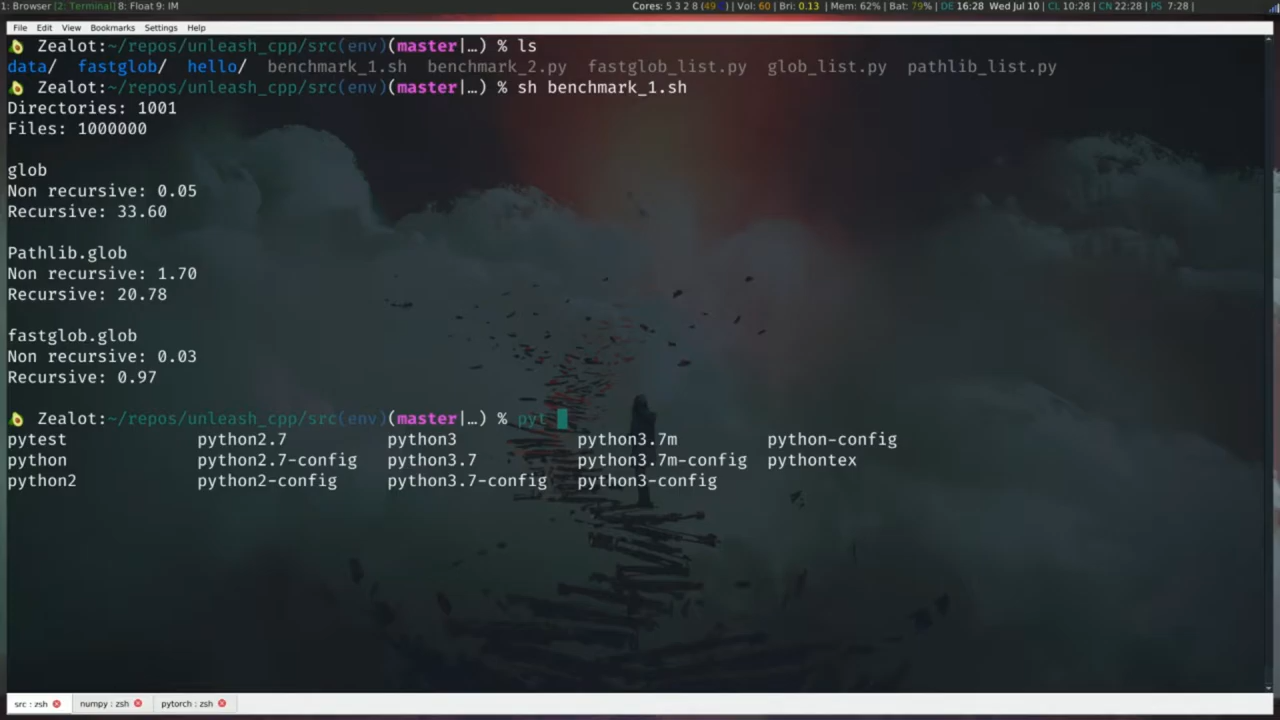 1: Browser [2: Terminal] 8: Float 9: IM
Cores: 5 3 2 8 (49 ) | Vol: 60 | Bri: 0.13 | Mem: 62% | Bat: 79% | DE 16:28 Wed Jul 10 | CL 10:28 | CN 22:28 | PS 7:28 |
File Edit View Bookmarks Settings Help
Zealot:~/repos/unleash_cpp/src(env)(master|…) % ls
data/ fastglob/ hello/ benchmark_1.sh benchmark_2.py fastglob_list.py glob_list.py pathlib_list.py
Zealot:~/repos/unleash_cpp/src(env)(master|…) % sh benchmark_1.sh
Directories: 1001
Files: 1000000
glob
Non recursive: 0.05
Recursive: 33.60
Pathlib.glob
Non recursive: 1.70
Recursive: 20.78
fastglob.glob
Non recursive: 0.03
Recursive: 0.97
Zealot:~/repos/unleash_cpp/src(env)(master|…) % pyt
pytest python2.7 python3 python3.7m python-config
python python2.7-config python3.7 python3.7m-config pythontex
python2 python2-config python3.7-config python3-config
src : zsh numpy : zsh pytorch : zsh